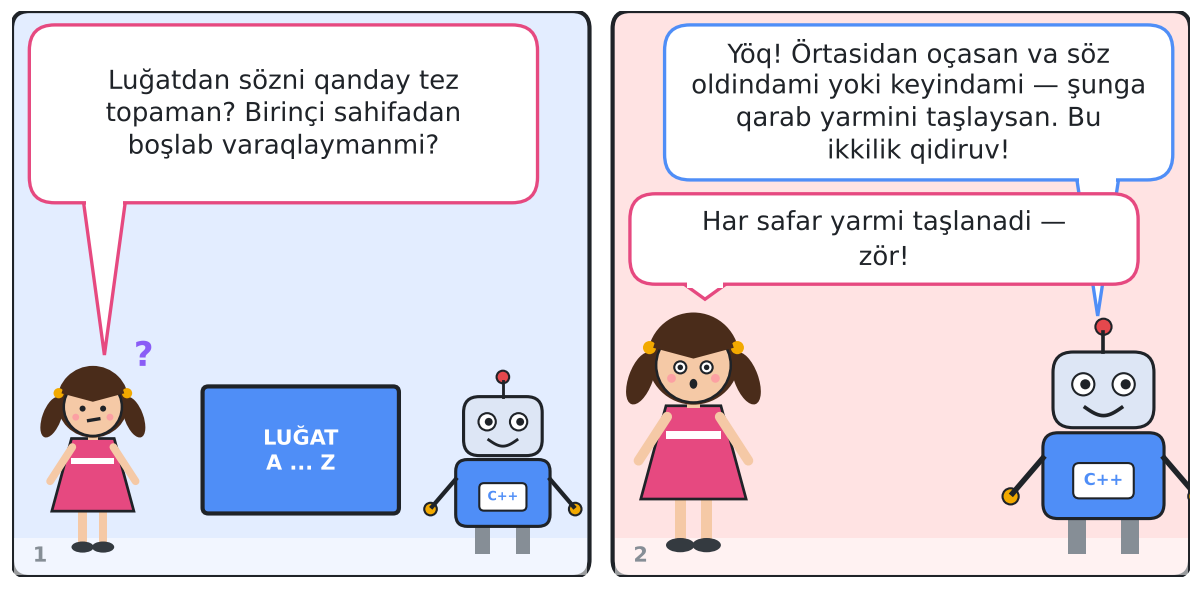 Luğatdan sözni qanday tez
topaman? Birinçi sahifadan
boşlab varaqlaymanmi?
?
LUĞAT
A ... Z
C++
1
Yöq! Örtasidan oçasan va söz
oldindami yoki keyindami — şunga
qarab yarmini taşlaysan. Bu
ikkilik qidiruv!
Har safar yarmi taşlanadi —
zör!
C++
2